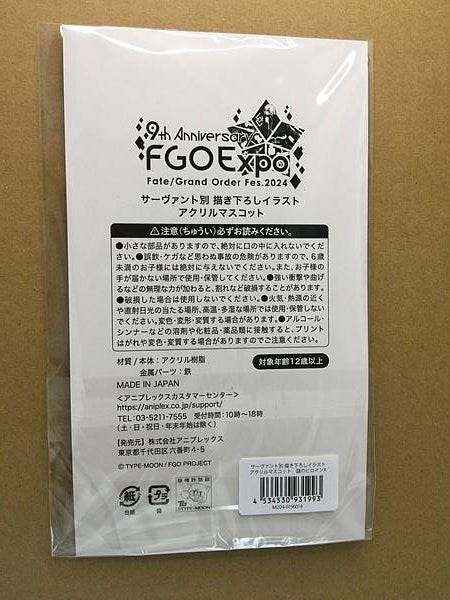 9th Anniversary
FGO Expo
Fate/Grand Order Fes.2024
サーヴァント別 描き下ろしイラスト
アクリルマスコット
⚠注意(ちゅうい)必ずお読みください。
●小さな部品がありますので、絶対に口の中に入れないでくだ
さい。●誤飲・ケガなど思わぬ事故の危険がありますので、6歳
未満のお子様には絶対に与えないでください。また、お子様の
手が届かない場所で使用・保管してください。●強い衝撃や曲げ
るなどの無理な力が加わると、割れなど破損することがありま
す。●破損した場合は使用しないでください。●火気・熱源の近く
や直射日光の当たる場所、高温・多湿な場所では使用・保管しない
でください。変色・変形・変質する場合があります。●アルコール・
シンナーなどの溶剤や化粧品・薬品類に接触すると、プリント
はがれや変色・変質する場合がありますのでご注意ください。
材質/本体:アクリル樹脂
金属パーツ:鉄
対象年齢12歳以上
MADE IN JAPAN
<アニプレックスカスタマーセンター>
https://aniplex.co.jp/support/
TEL:03-5211-7555 受付時間:10時~18時
(土・日・祝日・年末年始は除く)
【発売元】株式会社アニプレックス
東京都千代田区六番町4-5
© TYPE-MOON / FGO PROJECT
サーヴァント別 描き下ろしイラスト
アクリルマスコット 謎のヒロインX
4 534530 931993
紙
台紙
プラ
袋
版権許諾証
©TYPE-MOON